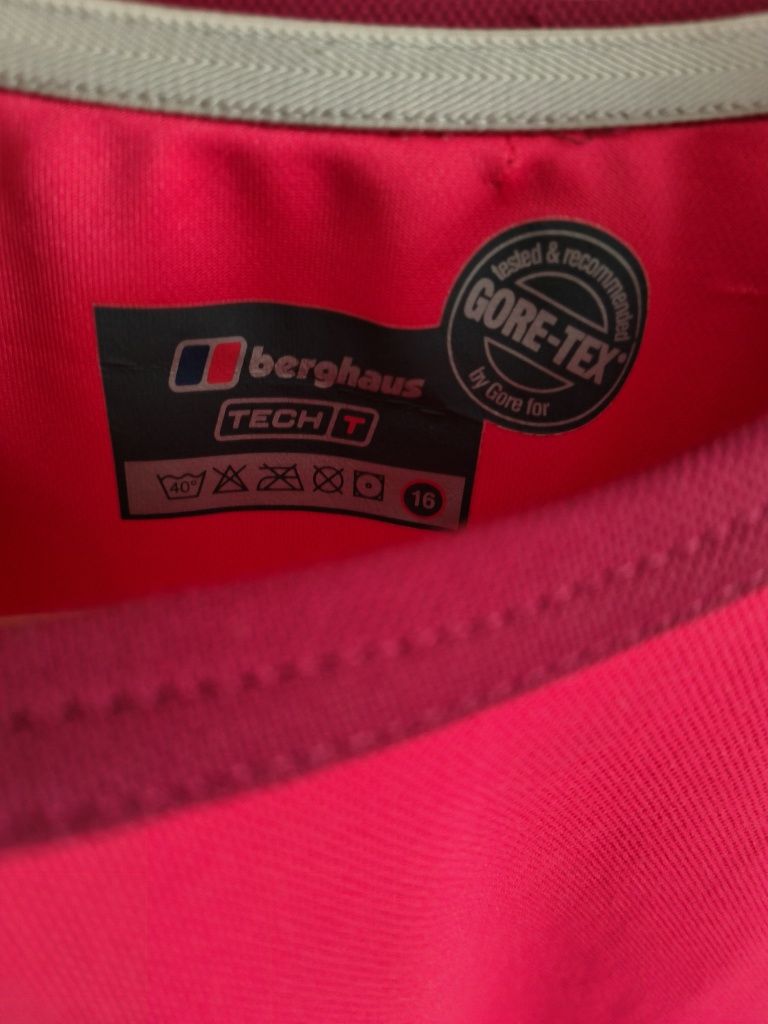 tested & recommended
GORE-TEX®
by Gore for
berghaus
TECH T
40°
16